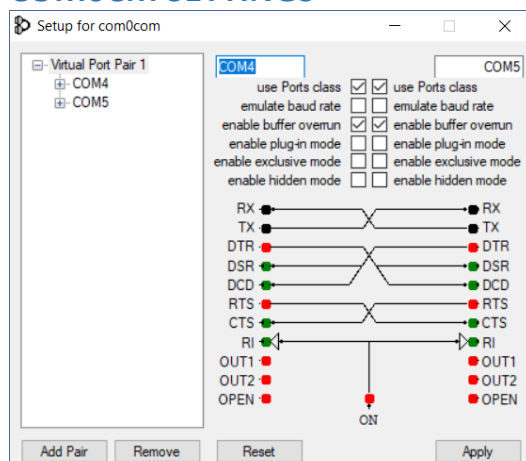 Setup for com0com
Virtual Port Pair 1
COM4
COM5
COM4 COM5
use Ports class use Ports class
emulate baud rate emulate baud rate
enable buffer overrun enable buffer overrun
enable plug-in mode enable plug-in mode
enable exclusive mode enable exclusive mode
enable hidden mode enable hidden mode
RX RX
TX TX
DTR DTR
DSR DSR
DCD DCD
RTS RTS
CTS CTS
RI RI
OUT1 OUT1
OUT2 OUT2
OPEN OPEN
ON
Add Pair Remove Reset Apply